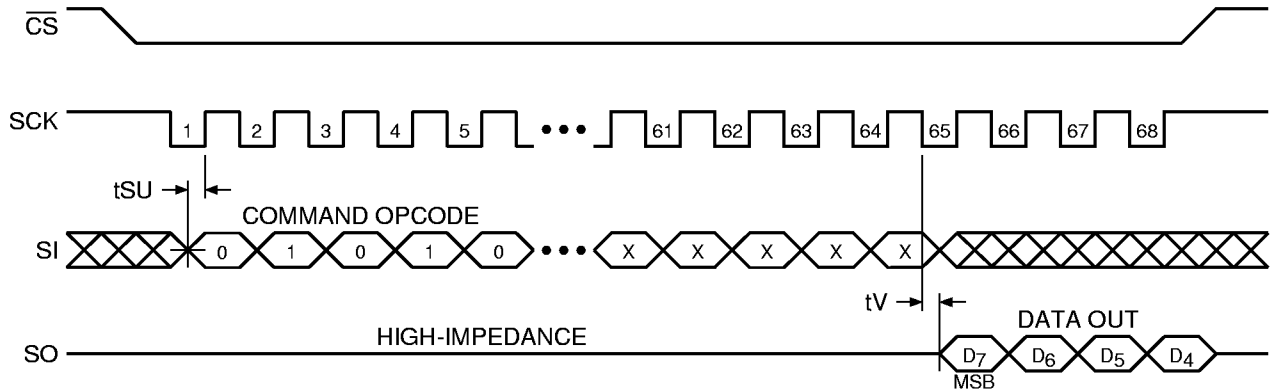 CS
SCK 1 2 3 4 5 ••• 61 62 63 64 65 66 67 68
tSU
COMMAND OPCODE
SI 0 1 0 1 0 ••• X X X X X
tV
HIGH-IMPEDANCE DATA OUT
SO D7 D6 D5 D4
MSB